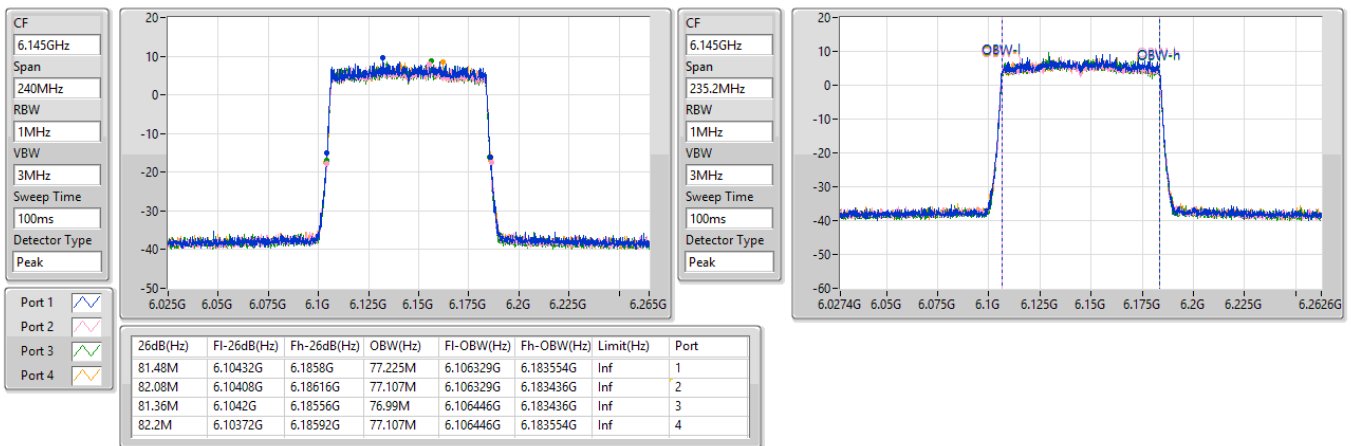 CF
6.145GHz
Span
240MHz
RBW
1MHz
VBW
3MHz
Sweep Time
100ms
Detector Type
Peak
20
10
0
-10
-20
-30
-40
-50
6.025G 6.05G 6.075G 6.1G 6.125G 6.15G 6.175G 6.2G 6.225G 6.265G
CF
6.145GHz
Span
235.2MHz
RBW
1MHz
VBW
3MHz
Sweep Time
100ms
Detector Type
Peak
20
10
0
-10
-20
-30
-40
-50
-60
OBW-l
OBW-h
6.0274G 6.05G 6.075G 6.1G 6.125G 6.15G 6.175G 6.2G 6.225G 6.2626G
Port 1
Port 2
Port 3
Port 4
26dB(Hz) Fl-26dB(Hz) Fh-26dB(Hz) OBW(Hz) Fl-OBW(Hz) Fh-OBW(Hz) Limit(Hz) Port
81.48M 6.10432G 6.1858G 77.225M 6.106329G 6.183554G Inf 1
82.08M 6.10408G 6.18616G 77.107M 6.106329G 6.183436G Inf 2
81.36M 6.1042G 6.18556G 76.99M 6.106446G 6.183436G Inf 3
82.2M 6.10372G 6.18592G 77.107M 6.106446G 6.183554G Inf 4